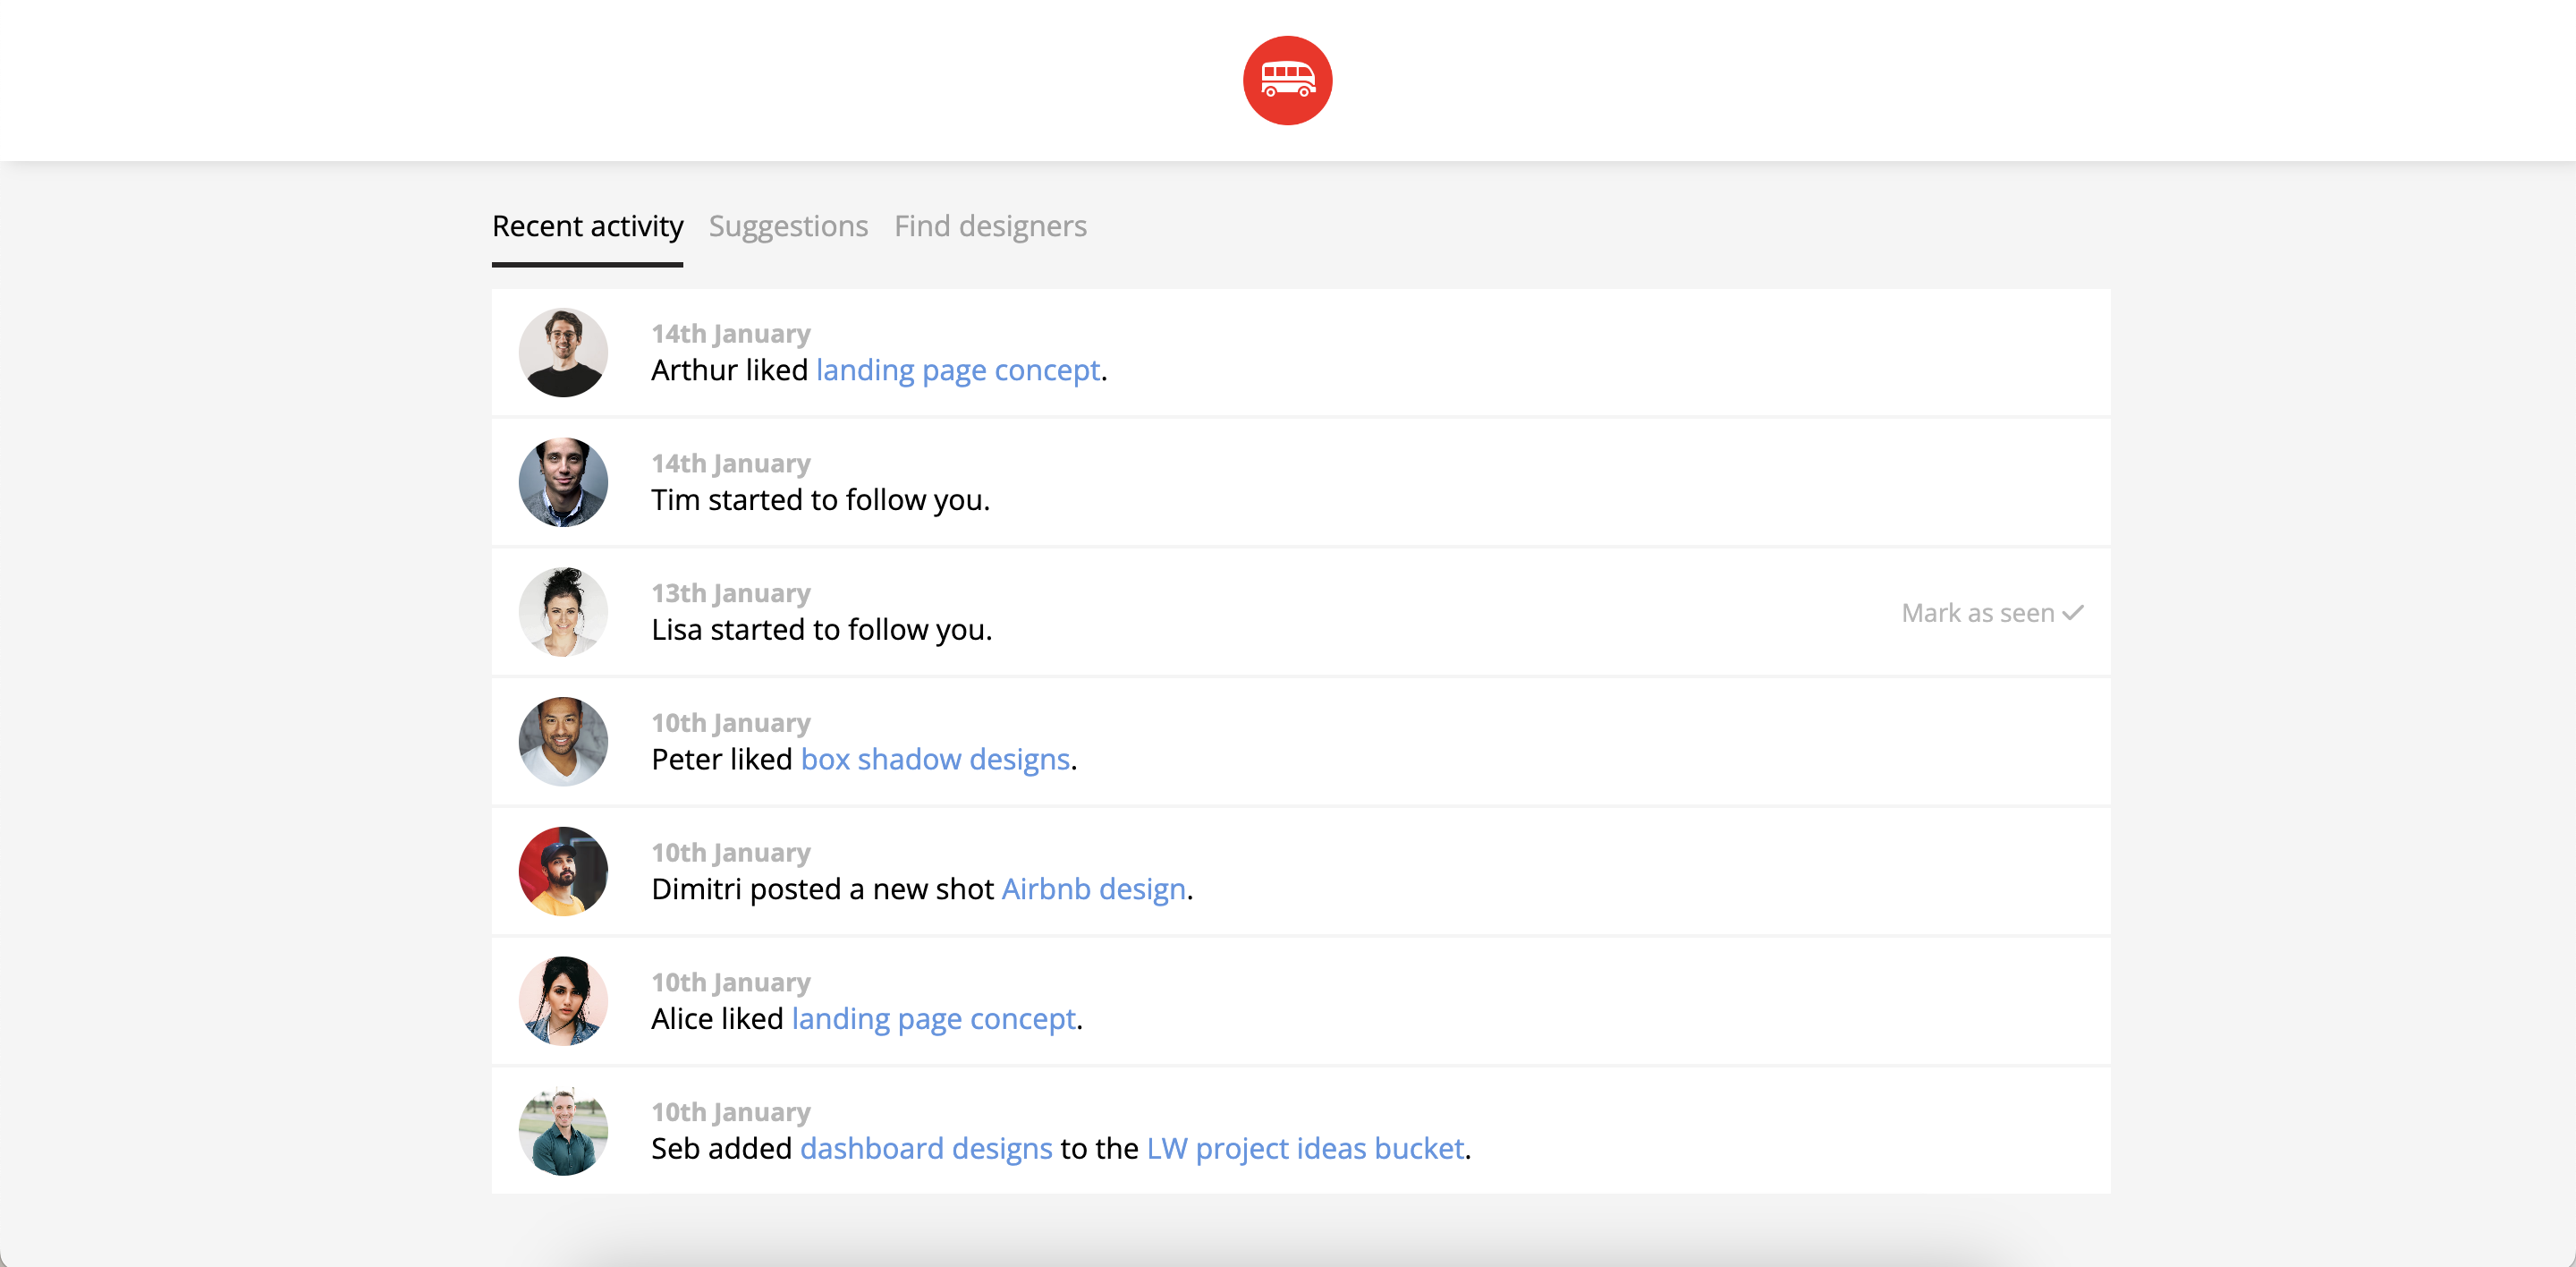 Recent activity Suggestions Find designers
14th January
Arthur liked landing page concept.
14th January
Tim started to follow you.
13th January
Lisa started to follow you.
Mark as seen
10th January
Peter liked box shadow designs.
10th January
Dimitri posted a new shot Airbnb design.
10th January
Alice liked landing page concept.
10th January
Seb added dashboard designs to the LW project ideas bucket.